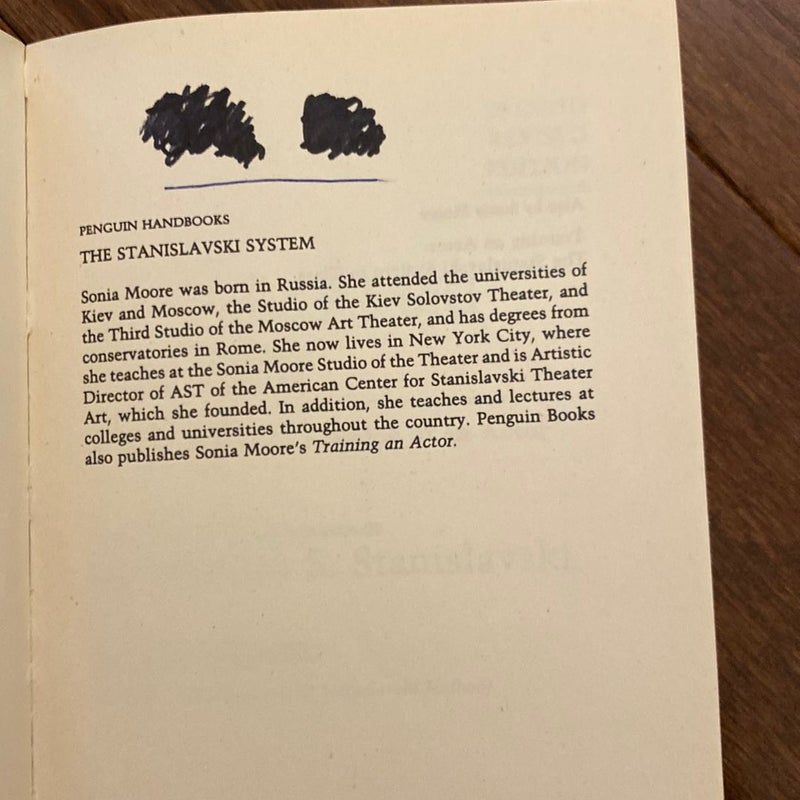 PENGUIN HANDBOOKS
THE STANISLAVSKI SYSTEM
Sonia Moore was born in Russia. She attended the universities of
Kiev and Moscow, the Studio of the Kiev Solovstov Theater, and
the Third Studio of the Moscow Art Theater, and has degrees from
conservatories in Rome. She now lives in New York City, where
she teaches at the Sonia Moore Studio of the Theater and is Artistic
Director of AST of the American Center for Stanislavski Theater
Art, which she founded. In addition, she teaches and lectures at
colleges and universities throughout the country. Penguin Books
also publishes Sonia Moore's Training an Actor.
S. Stanislavski